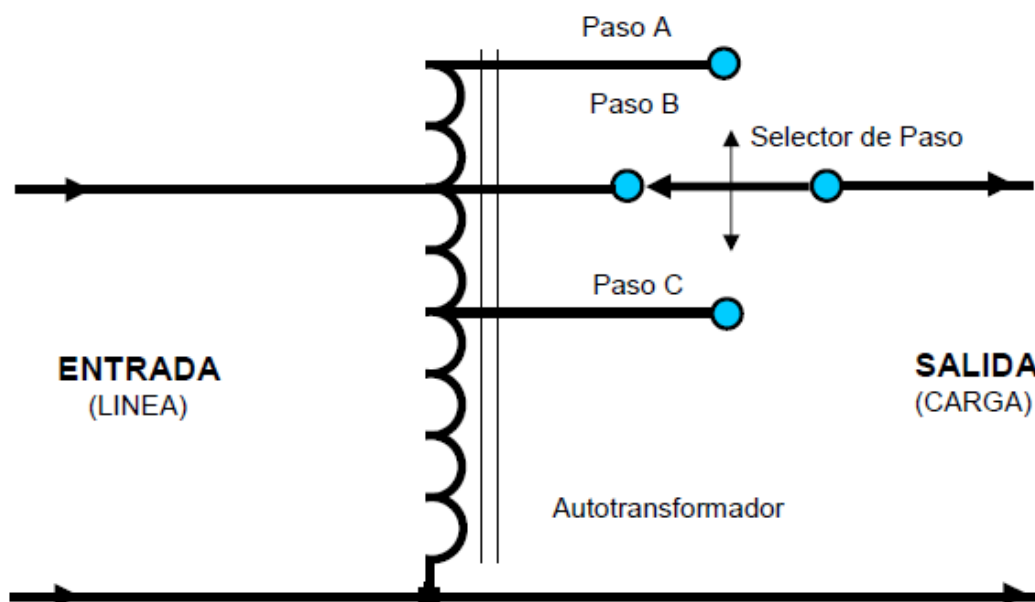 Paso A
Paso B
Selector de Paso
Paso C
ENTRADA
(LINEA)
SALIDA
(CARGA)
Autotransformador